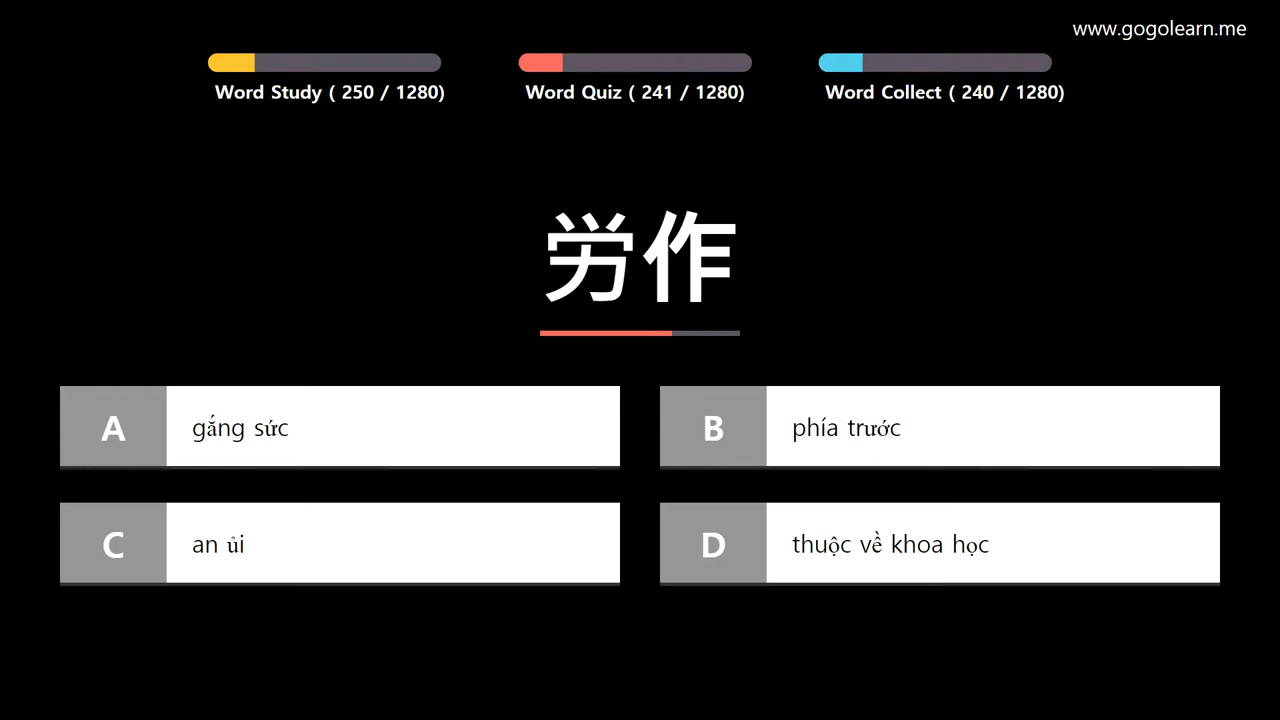 www.gogolearn.me
Word Study ( 250 / 1280)
Word Quiz ( 241 / 1280)
Word Collect ( 240 / 1280)
労作
A gắng sức
B phía trước
C an ủi
D thuộc về khoa học